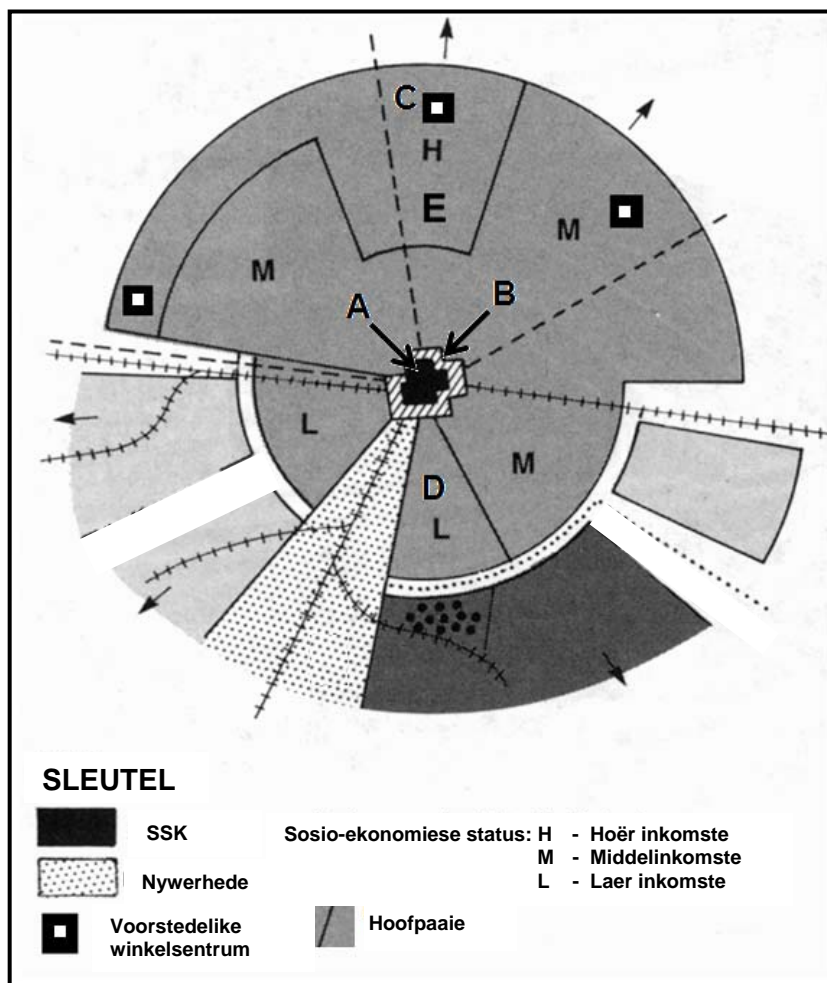 C
H
E
M
M
A
B
L
D
M
L
SLEUTEL
SSK
Sosio-ekonomiese status: H - Hoër inkomste
M - Middelinkomste
L - Laer inkomste
Nywerhede
Voorstedelike
winkelsentrum
Hoofpaaie